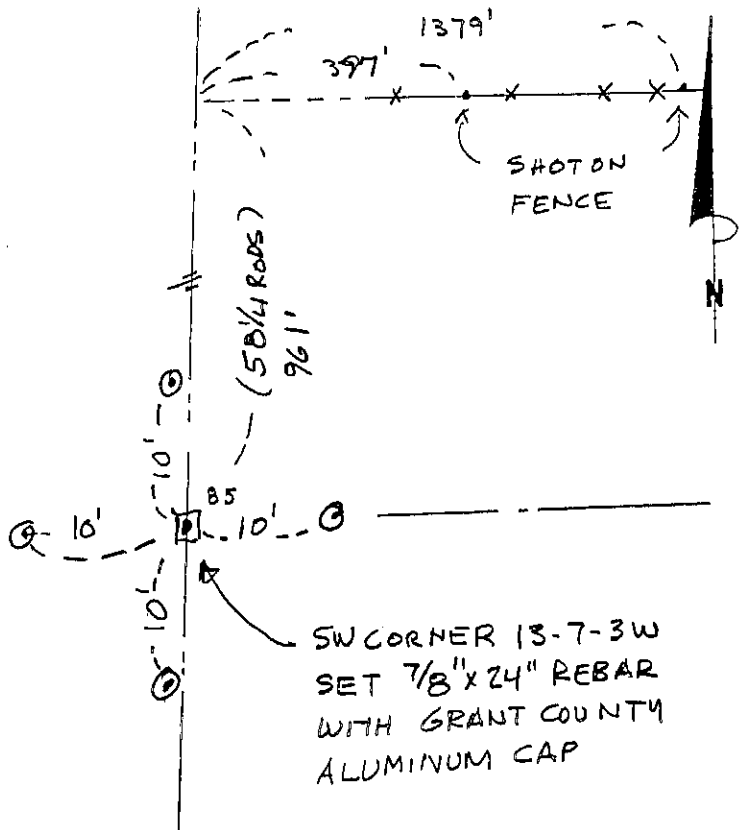 1379'
397'
SHOT ON
FENCE
N
(58 1/4 RODS)
961'
10'
85
10'
10'
10'
SW CORNER 13-7-3W
SET 7/8" X 24" REBAR
WITH GRANT COUNTY
ALUMINUM CAP